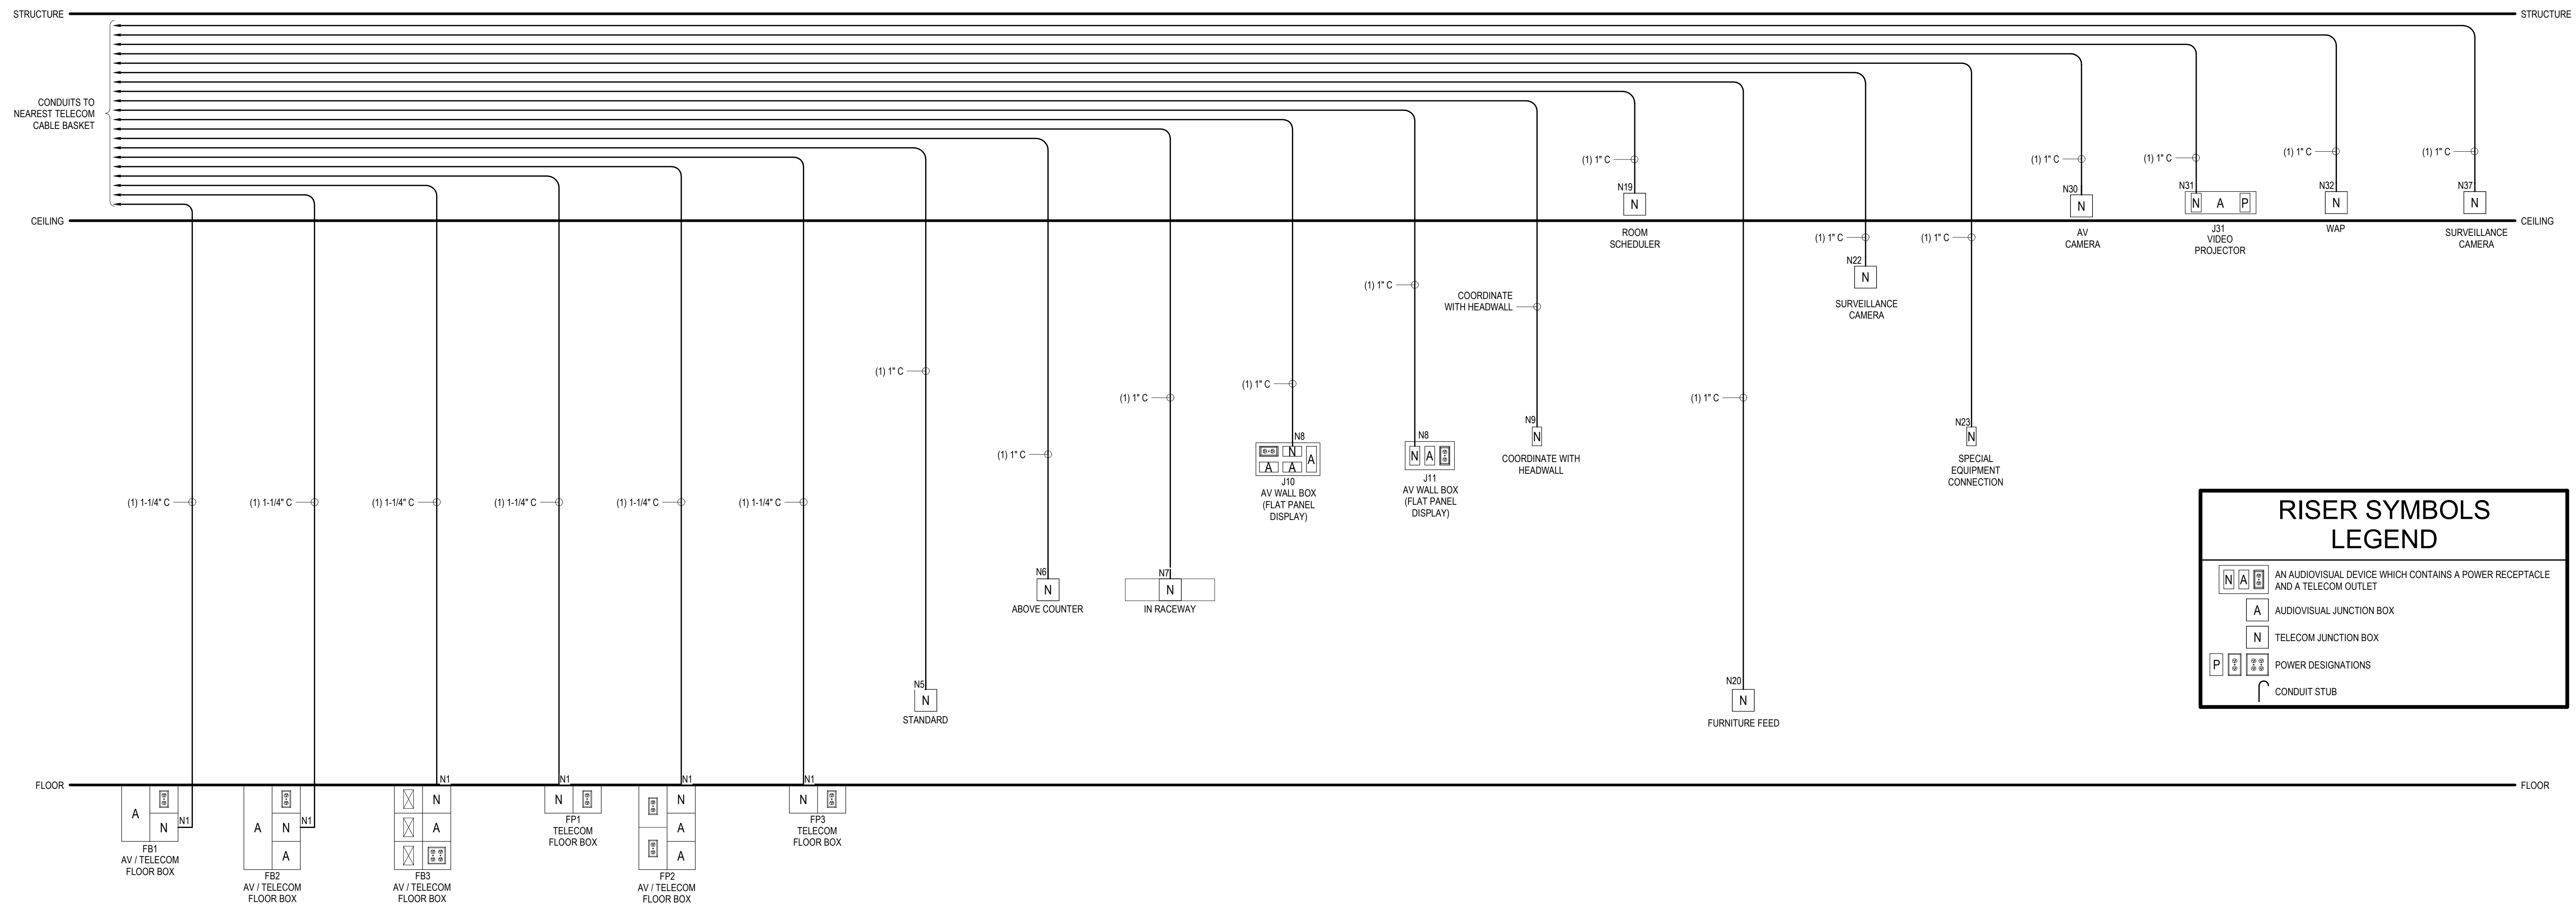 STRUCTURE
STRUCTURE
CONDUITS TO
NEAREST TELECOM
CABLE BASKET
CEILING
CEILING
(1) 1" C
N19
N
ROOM
SCHEDULER
(1) 1" C
N30
N
AV
CAMERA
(1) 1" C
N31
N A P
J31
VIDEO
PROJECTOR
(1) 1" C
N32
N
WAP
(1) 1" C
N37
N
SURVEILLANCE
CAMERA
(1) 1" C
N22
N
SURVEILLANCE
CAMERA
(1) 1" C
N23
N
SPECIAL
EQUIPMENT
CONNECTION
(1) 1" C
N5
N
STANDARD
(1) 1" C
N6
N
ABOVE COUNTER
(1) 1" C
N7
N
IN RACEWAY
(1) 1" C
N8
N
A A A
J10
AV WALL BOX
(FLAT PANEL
DISPLAY)
(1) 1" C
N8
N A
J11
AV WALL BOX
(FLAT PANEL
DISPLAY)
COORDINATE
WITH HEADWALL
N9
N
COORDINATE WITH
HEADWALL
(1) 1" C
N20
N
FURNITURE FEED
(1) 1-1/4" C
(1) 1-1/4" C
(1) 1-1/4" C
(1) 1-1/4" C
(1) 1-1/4" C
(1) 1-1/4" C
FLOOR
FLOOR
A
N
N1
FB1
AV / TELECOM
FLOOR BOX
A
N
N1
A
FB2
AV / TELECOM
FLOOR BOX
N1
N
A
FB3
AV / TELECOM
FLOOR BOX
N1
N
FP1
TELECOM
FLOOR BOX
N1
N
A
A
FP2
AV / TELECOM
FLOOR BOX
N1
N
FP3
TELECOM
FLOOR BOX
RISER SYMBOLS
LEGEND
N A
AN AUDIOVISUAL DEVICE WHICH CONTAINS A POWER RECEPTACLE
AND A TELECOM OUTLET
A AUDIOVISUAL JUNCTION BOX
N TELECOM JUNCTION BOX
P POWER DESIGNATIONS
CONDUIT STUB